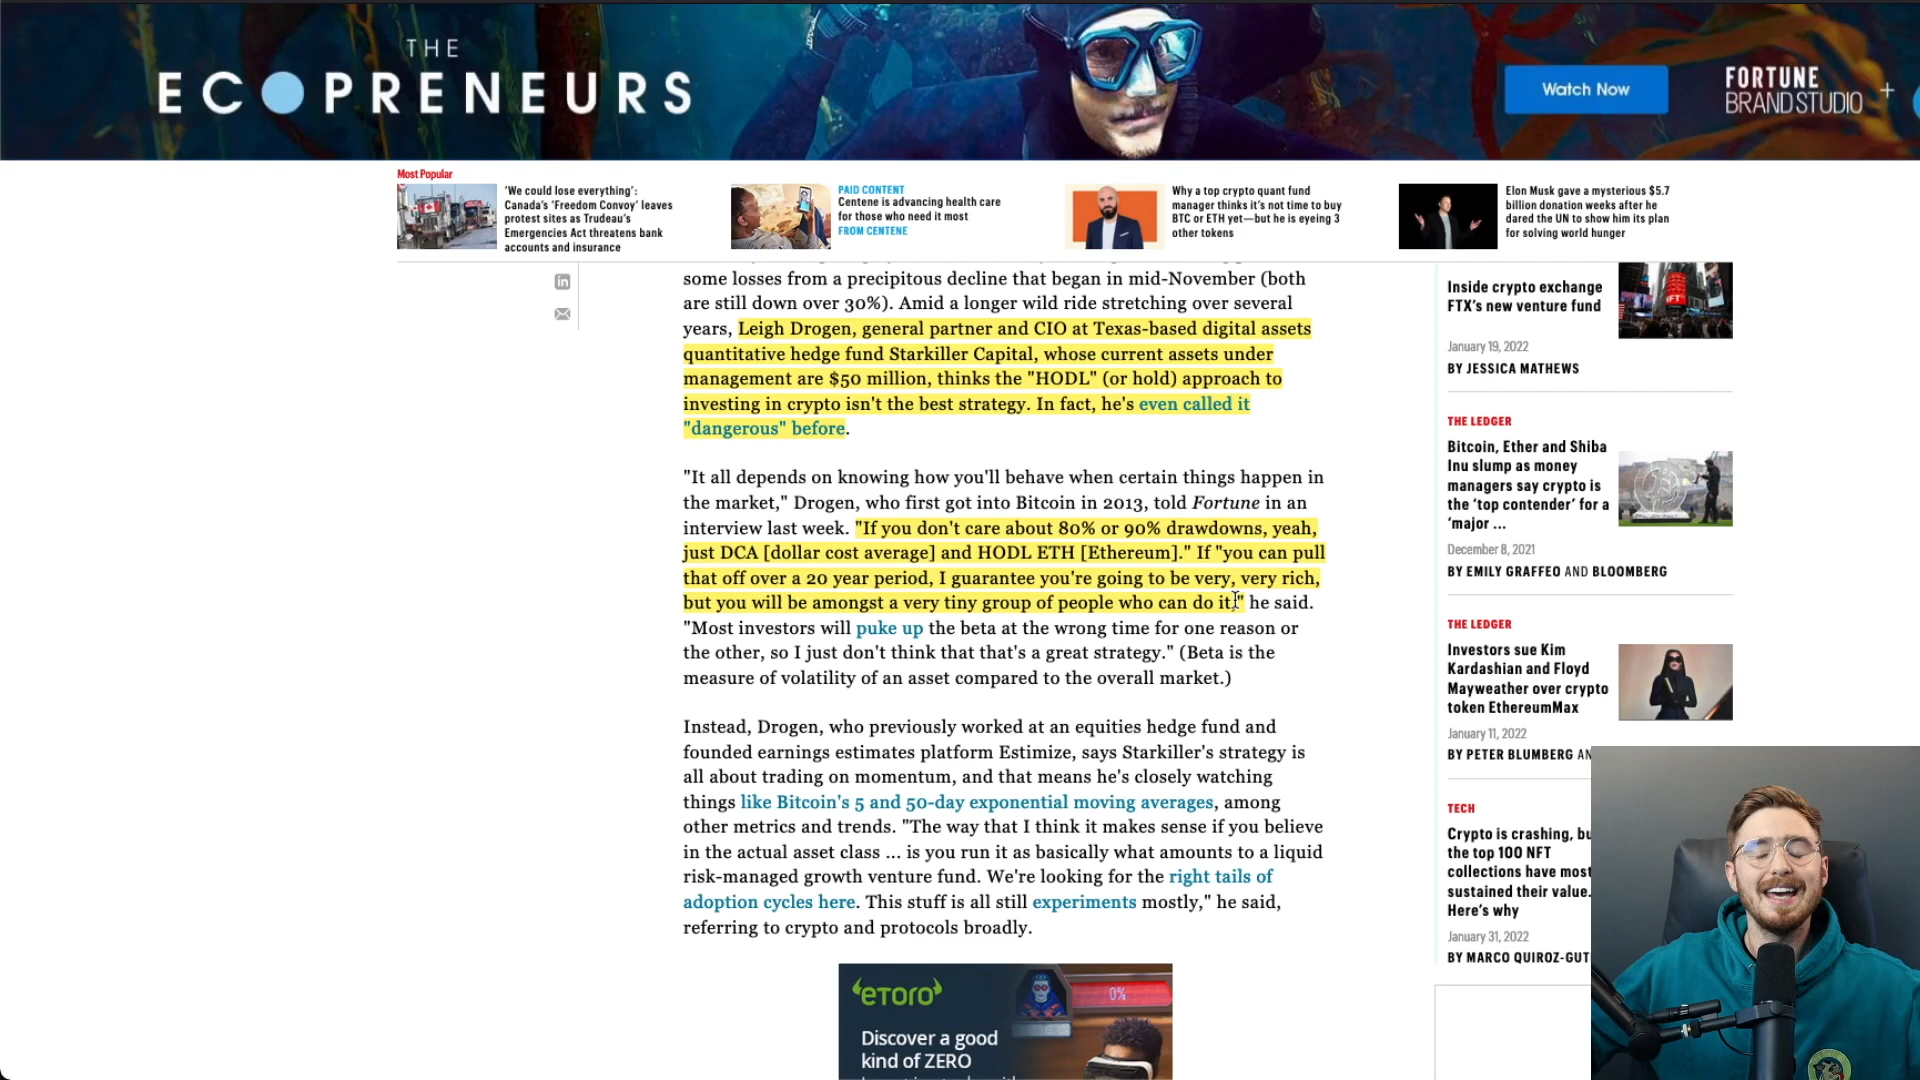 THE
ECOPRENEURS
Watch Now
FORTUNE
BRAND STUDIO
Most Popular
‘We could lose everything’:
Canada’s ‘Freedom Convoy’ leaves
protest sites as Trudeau’s
Emergencies Act threatens bank
accounts and insurance
PAID CONTENT
Centene is advancing health care
for those who need it most
FROM CENTENE
Why a top crypto quant fund
manager thinks it’s not time to buy
BTC or ETH yet—but he is eyeing 3
other tokens
Elon Musk gave a mysterious $5.7
billion donation weeks after he
dared the UN to show him its plan
for solving world hunger
some losses from a precipitous decline that began in mid-November (both
are still down over 30%). Amid a longer wild ride stretching over several
years, Leigh Drogen, general partner and CIO at Texas-based digital assets
quantitative hedge fund Starkiller Capital, whose current assets under
management are $50 million, thinks the "HODL" (or hold) approach to
investing in crypto isn't the best strategy. In fact, he's even called it
"dangerous" before.
"It all depends on knowing how you'll behave when certain things happen in
the market," Drogen, who first got into Bitcoin in 2013, told Fortune in an
interview last week. "If you don't care about 80% or 90% drawdowns, yeah,
just DCA [dollar cost average] and HODL ETH [Ethereum]." If "you can pull
that off over a 20 year period, I guarantee you're going to be very, very rich,
but you will be amongst a very tiny group of people who can do it," he said.
"Most investors will puke up the beta at the wrong time for one reason or
the other, so I just don't think that that's a great strategy." (Beta is the
measure of volatility of an asset compared to the overall market.)
Instead, Drogen, who previously worked at an equities hedge fund and
founded earnings estimates platform Estimize, says Starkiller's strategy is
all about trading on momentum, and that means he's closely watching
things like Bitcoin's 5 and 50-day exponential moving averages, among
other metrics and trends. "The way that I think it makes sense if you believe
in the actual asset class ... is you run it as basically what amounts to a liquid
risk-managed growth venture fund. We're looking for the right tails of
adoption cycles here. This stuff is all still experiments mostly," he said,
referring to crypto and protocols broadly.
eTORO
0%
Discover a good
kind of ZERO
Inside crypto exchange
FTX’s new venture fund
January 19, 2022
BY JESSICA MATHEWS
THE LEDGER
Bitcoin, Ether and Shiba
Inu slump as money
managers say crypto is
the ‘top contender’ for a
‘major ...
December 8, 2021
BY EMILY GRAFFEO AND BLOOMBERG
THE LEDGER
Investors sue Kim
Kardashian and Floyd
Mayweather over crypto
token EthereumMax
January 11, 2022
BY PETER BLUMBERG AN
TECH
Crypto is crashing, bu
the top 100 NFT
collections have most
sustained their value.
Here’s why
January 31, 2022
BY MARCO QUIROZ-GUT